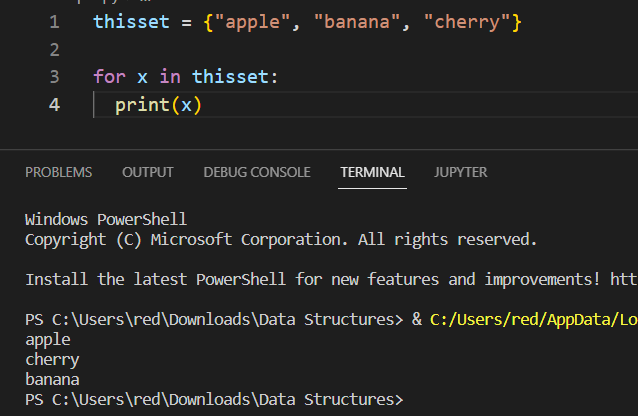 1 thisset = {"apple", "banana", "cherry"}
2
3 for x in thisset:
4 print(x)
PROBLEMS OUTPUT DEBUG CONSOLE TERMINAL JUPYTER
Windows PowerShell
Copyright (C) Microsoft Corporation. All rights reserved.
Install the latest PowerShell for new features and improvements! htt
PS C:\Users\red\Downloads\Data Structures> & C:/Users/red/AppData/Lo
apple
cherry
banana
PS C:\Users\red\Downloads\Data Structures>